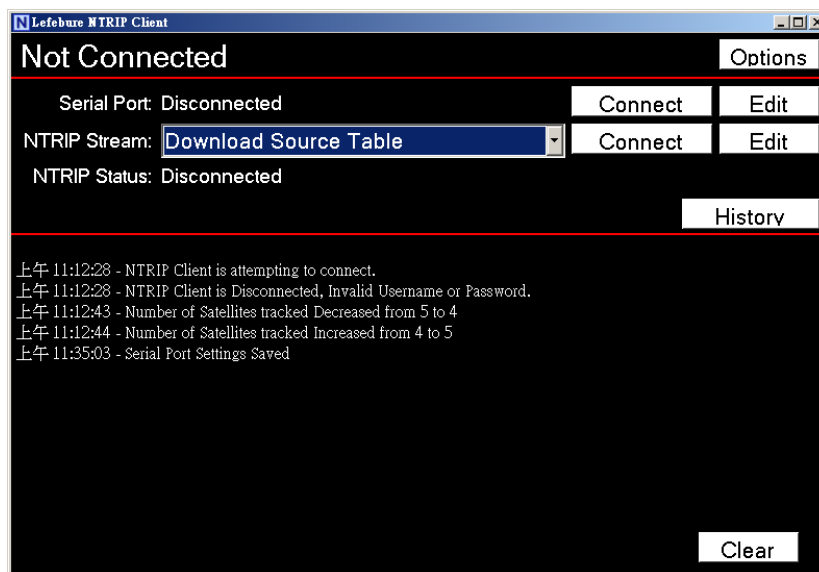 Lefebure NTRIP Client
Not Connected
Options
Serial Port: Disconnected
Connect
Edit
NTRIP Stream: Download Source Table
Connect
Edit
NTRIP Status: Disconnected
History
上午 11:12:28 - NTRIP Client is attempting to connect.
上午 11:12:28 - NTRIP Client is Disconnected, Invalid Username or Password.
上午 11:12:43 - Number of Satellites tracked Decreased from 5 to 4
上午 11:12:44 - Number of Satellites tracked Increased from 4 to 5
上午 11:35:03 - Serial Port Settings Saved
Clear